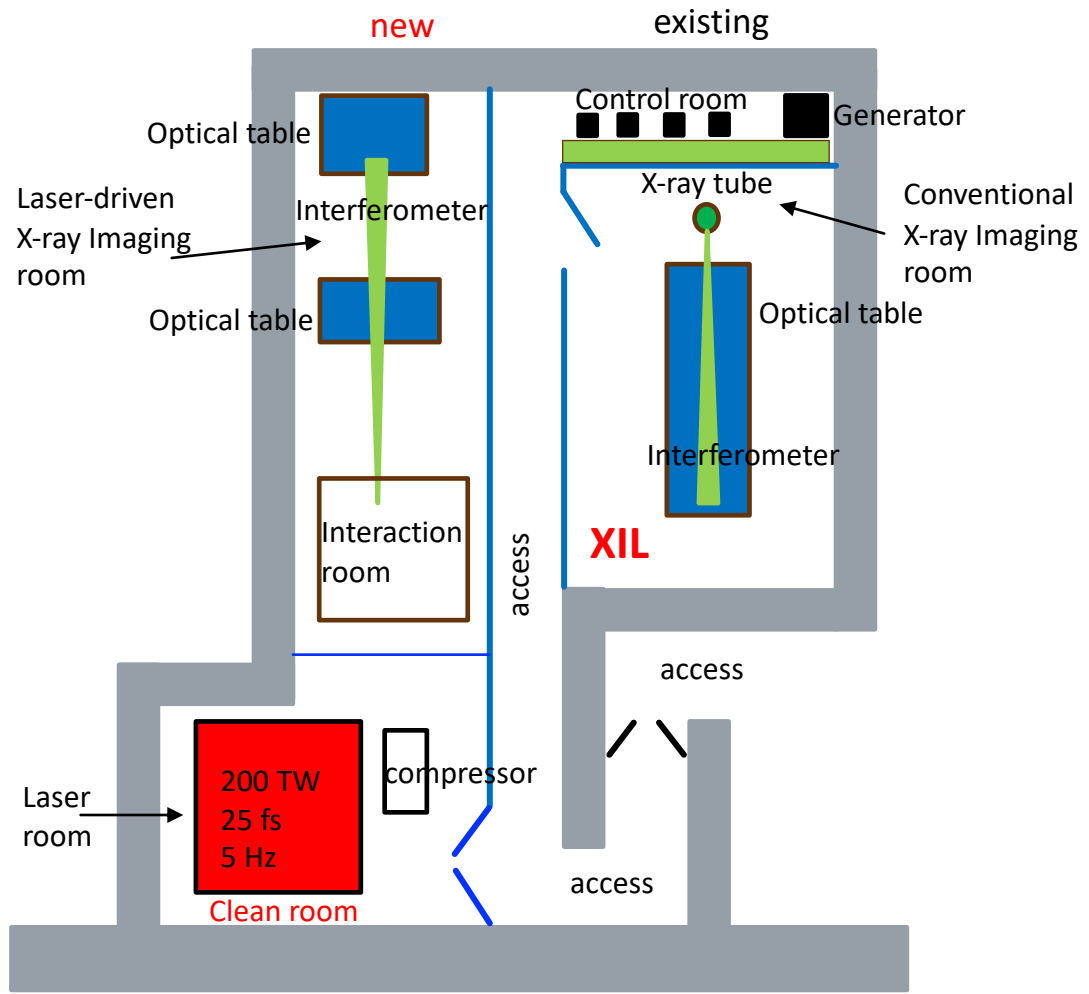 new
existing
Control room
Generator
Optical table
X-ray tube
Laser-driven
X-ray Imaging
room
Interferometer
Conventional
X-ray Imaging
room
Optical table
Optical table
Interferometer
Interaction
room
access
XIL
access
200 TW
25 fs
5 Hz
compressor
Laser
room
access
Clean room